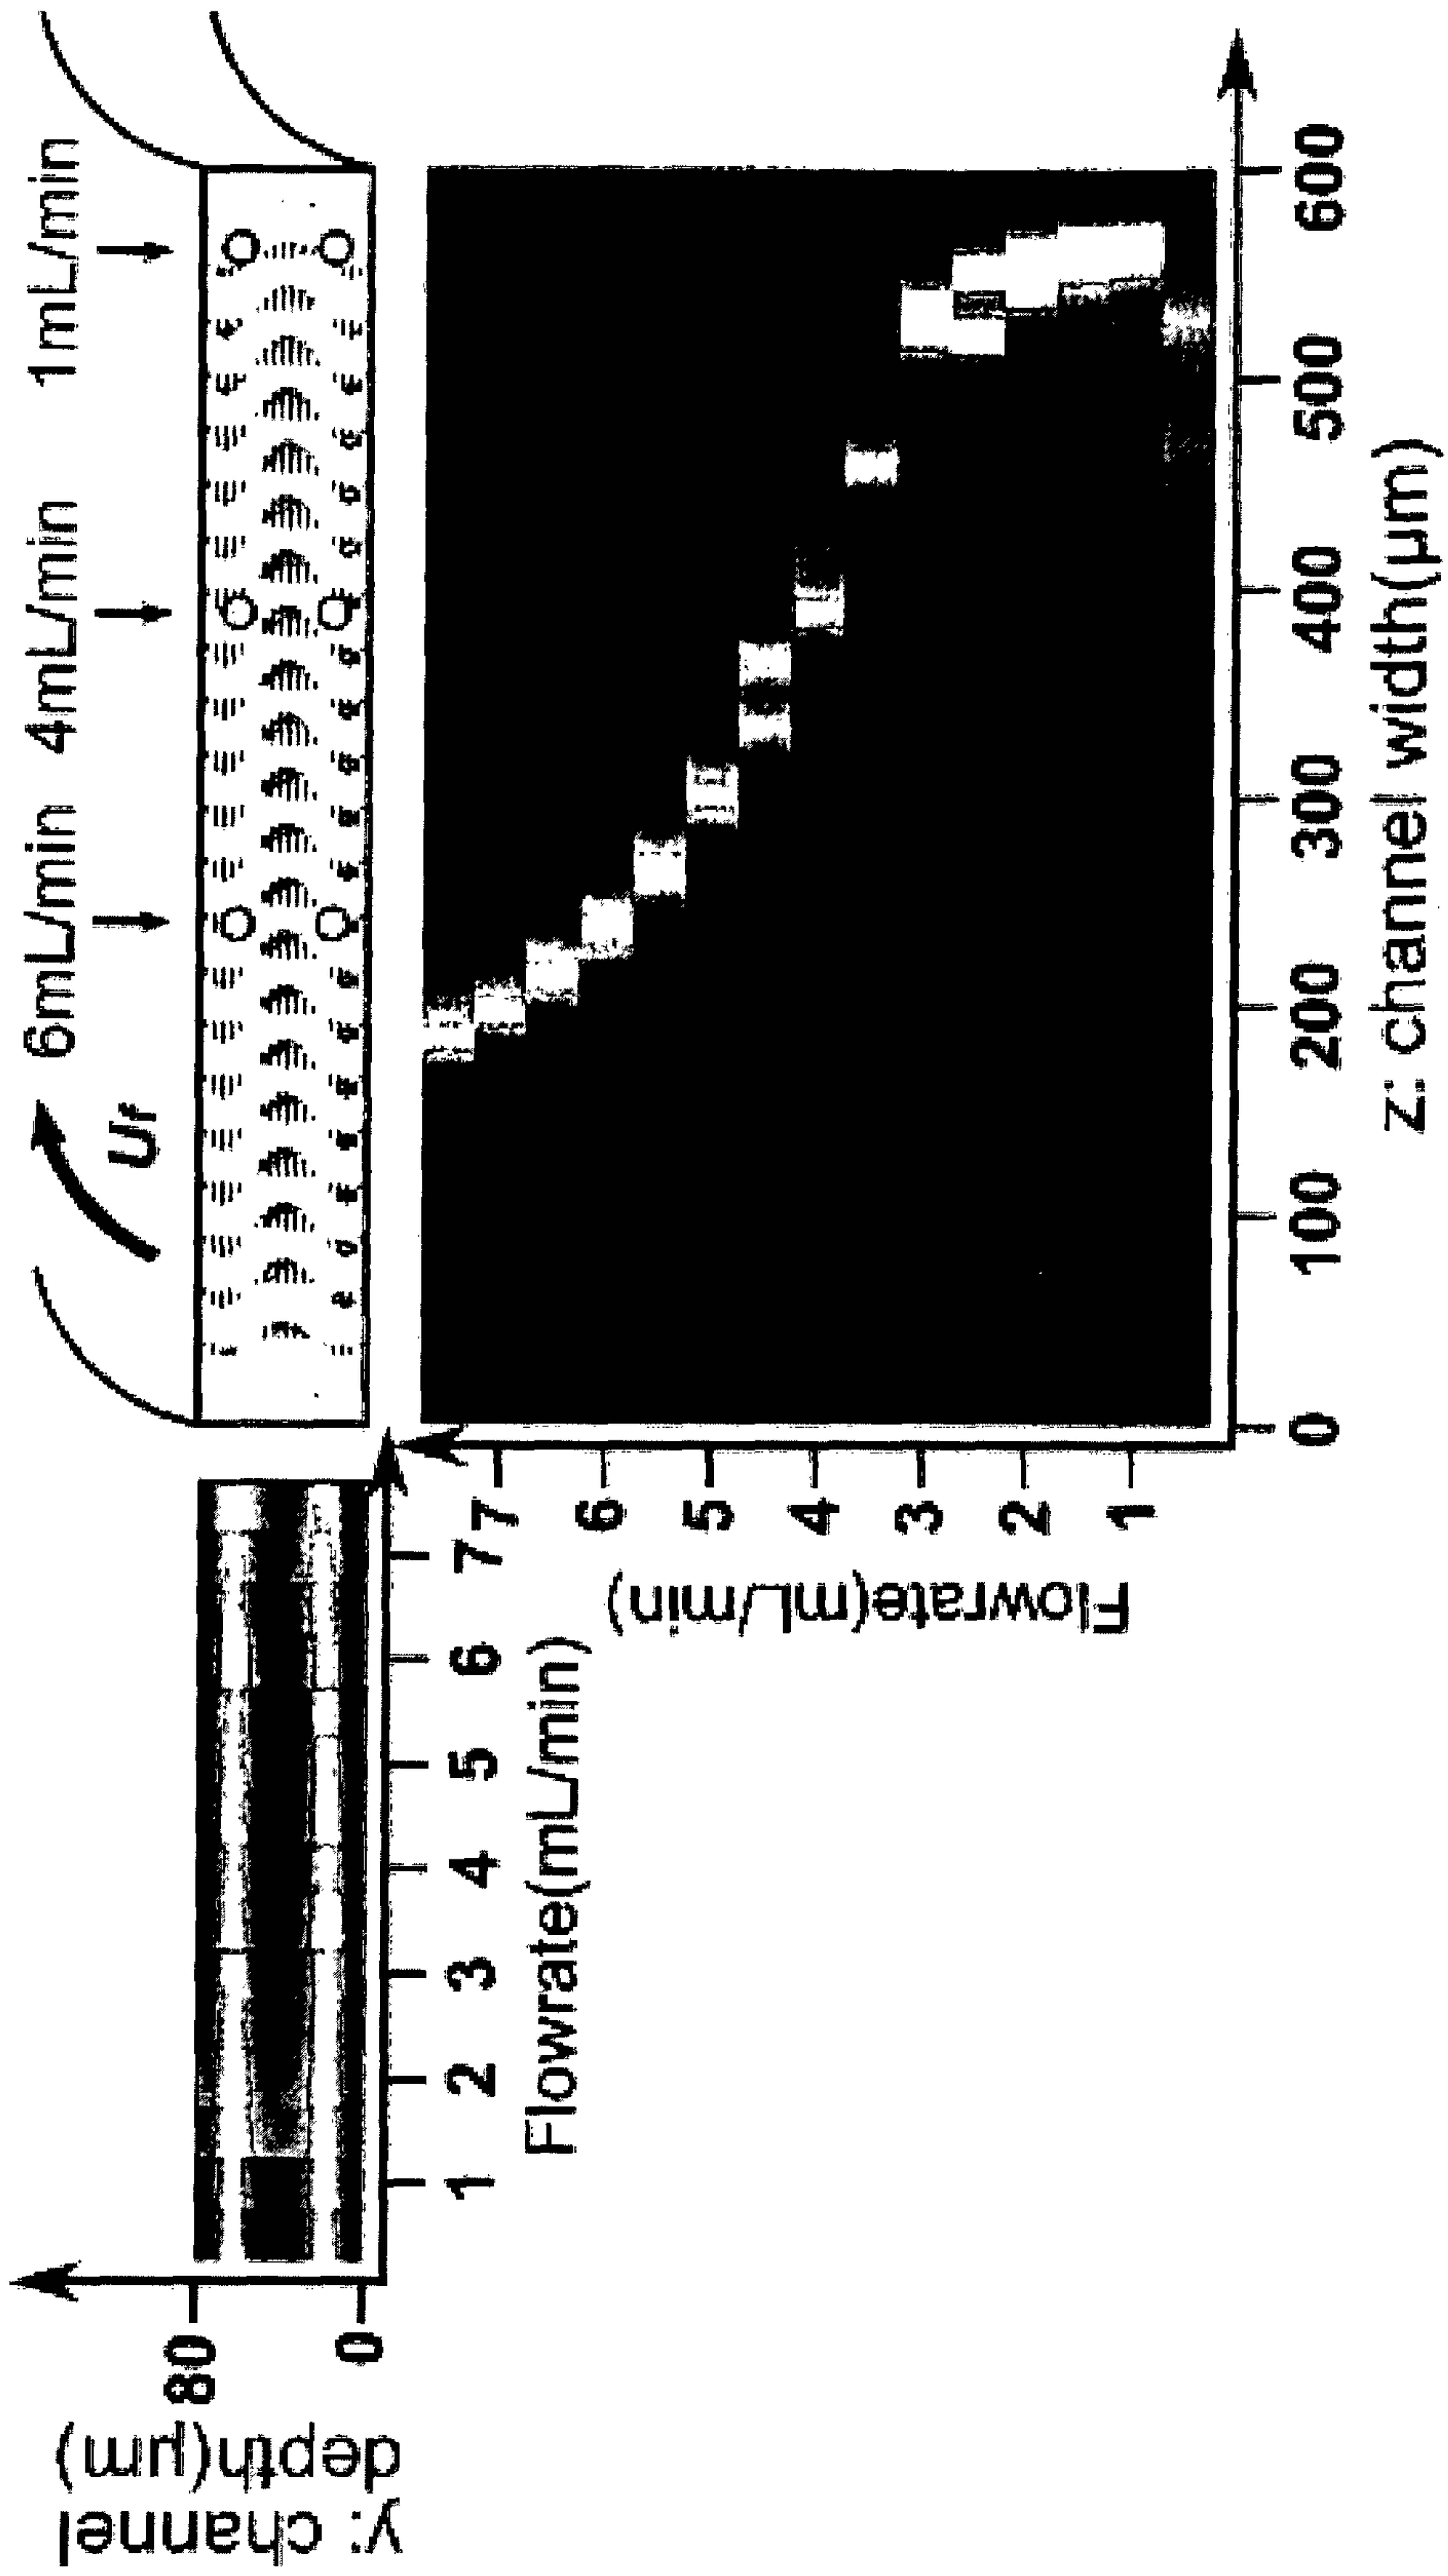 6mL/min 4mL/min 1mL/min
Uf
y: channel
depth(μm)
80
0
1 2 3 4 5 6 7
Flowrate(mL/min)
7
6
5
4
3
2
1
Flowrate(mL/min)
0 100 200 300 400 500 600
z: channel width(μm)